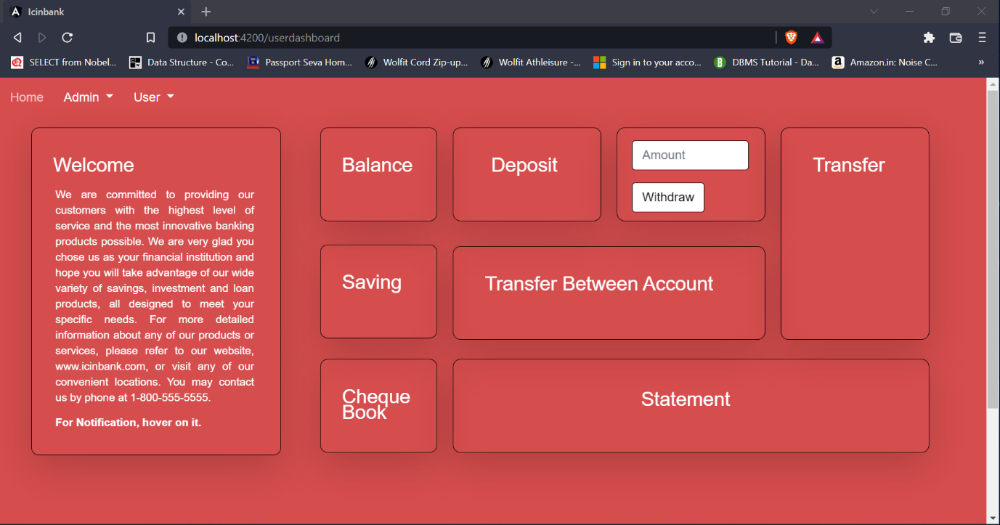 Icinbank
localhost:4200/userdashboard
SELECT from Nobel...
Data Structure - Co...
Passport Seva Hom...
Wolfit Cord Zip-up...
Wolfit Athleisure -...
Sign in to your acco...
DBMS Tutorial - Da...
Amazon.in: Noise C...
»
Home
Admin
User
Welcome
We are committed to providing our
customers with the highest level of
service and the most innovative banking
products possible. We are very glad you
chose us as your financial institution and
hope you will take advantage of our wide
variety of savings, investment and loan
products, all designed to meet your
specific needs. For more detailed
information about any of our products or
services, please refer to our website,
www.icinbank.com, or visit any of our
convenient locations. You may contact
us by phone at 1-800-555-5555.
For Notification, hover on it.
Balance
Deposit
Amount
Withdraw
Transfer
Saving
Transfer Between Account
Cheque
Book
Statement